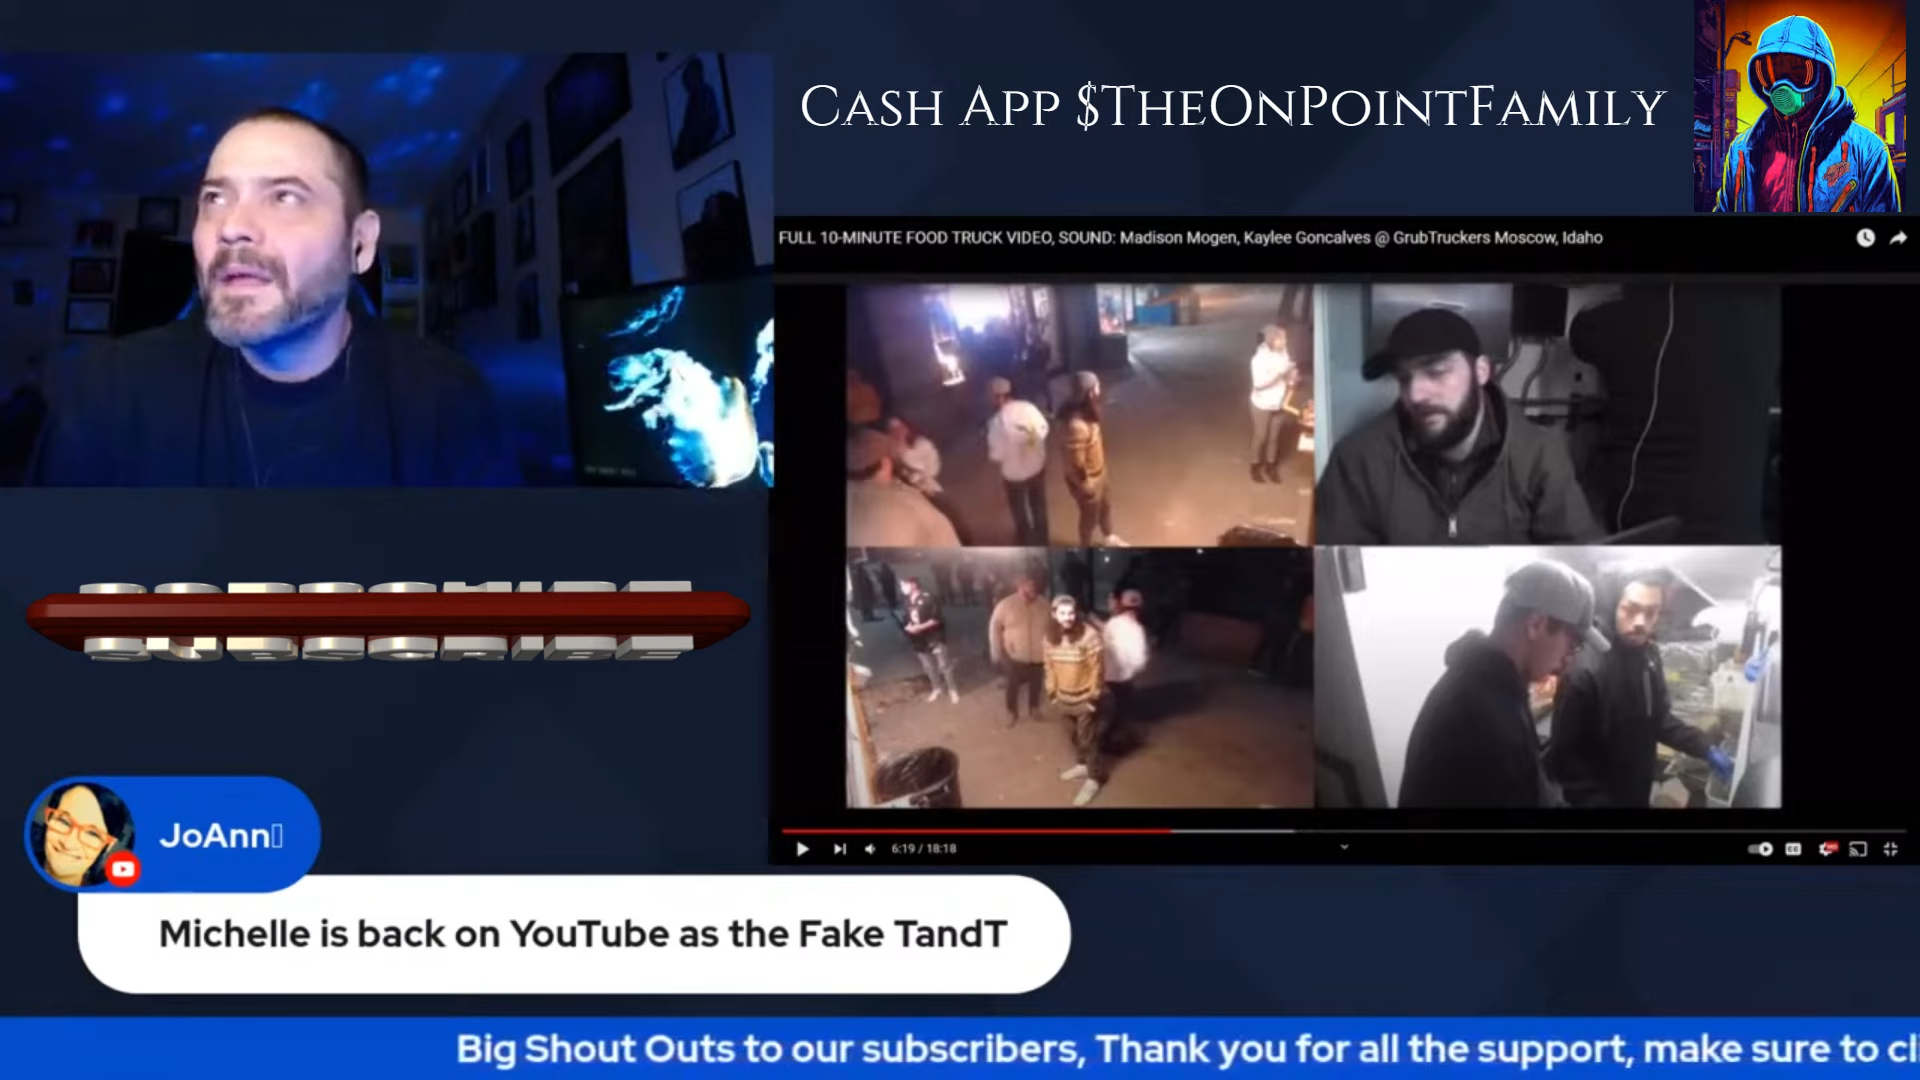 Cash App $TheOnPointFamily
FULL 10-MINUTE FOOD TRUCK VIDEO, SOUND: Madison Mogen, Kaylee Goncalves @ GrubTruckers Moscow, Idaho
SUBSCRIBE
6:19 / 18:18
JoAnn
Michelle is back on YouTube as the Fake TandT
Big Shout Outs to our subscribers, Thank you for all the support, make sure to cli